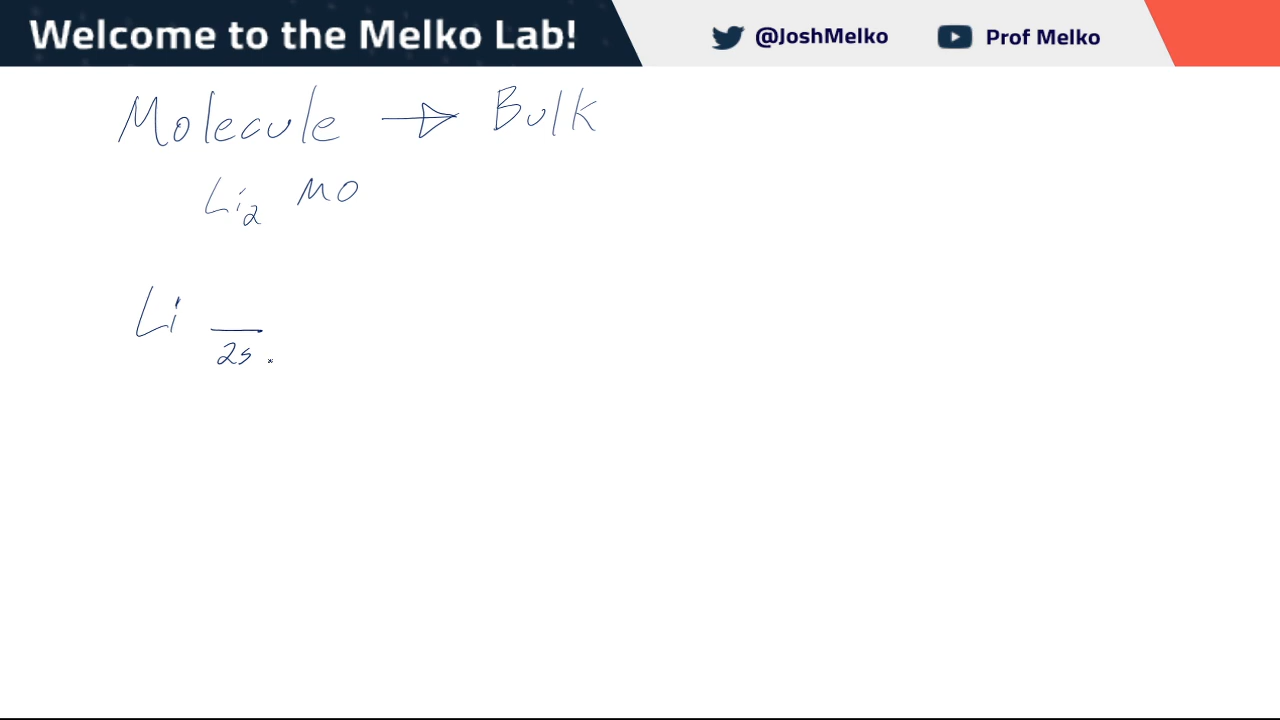 Welcome to the Melko Lab!
@JoshMelko
Prof Melko
Molecule → Bulk
Li₂ MO
Li
2s